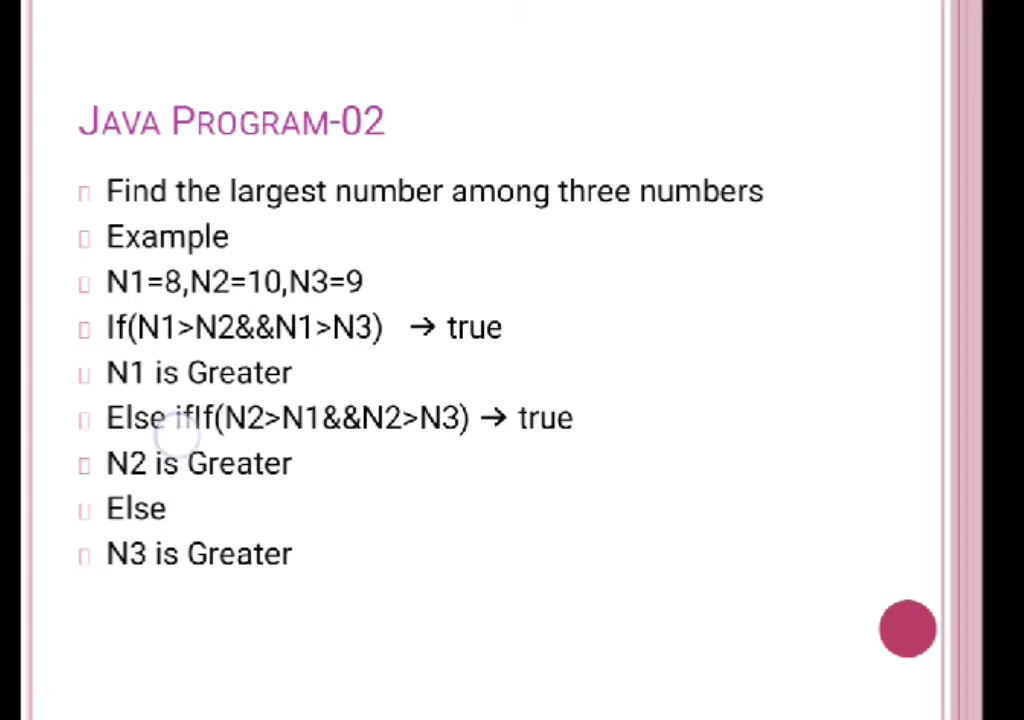 JAVA PROGRAM-02
Find the largest number among three numbers
Example
N1=8,N2=10,N3=9
If(N1>N2&&N1>N3) → true
N1 is Greater
Else ifIf(N2>N1&&N2>N3) → true
N2 is Greater
Else
N3 is Greater